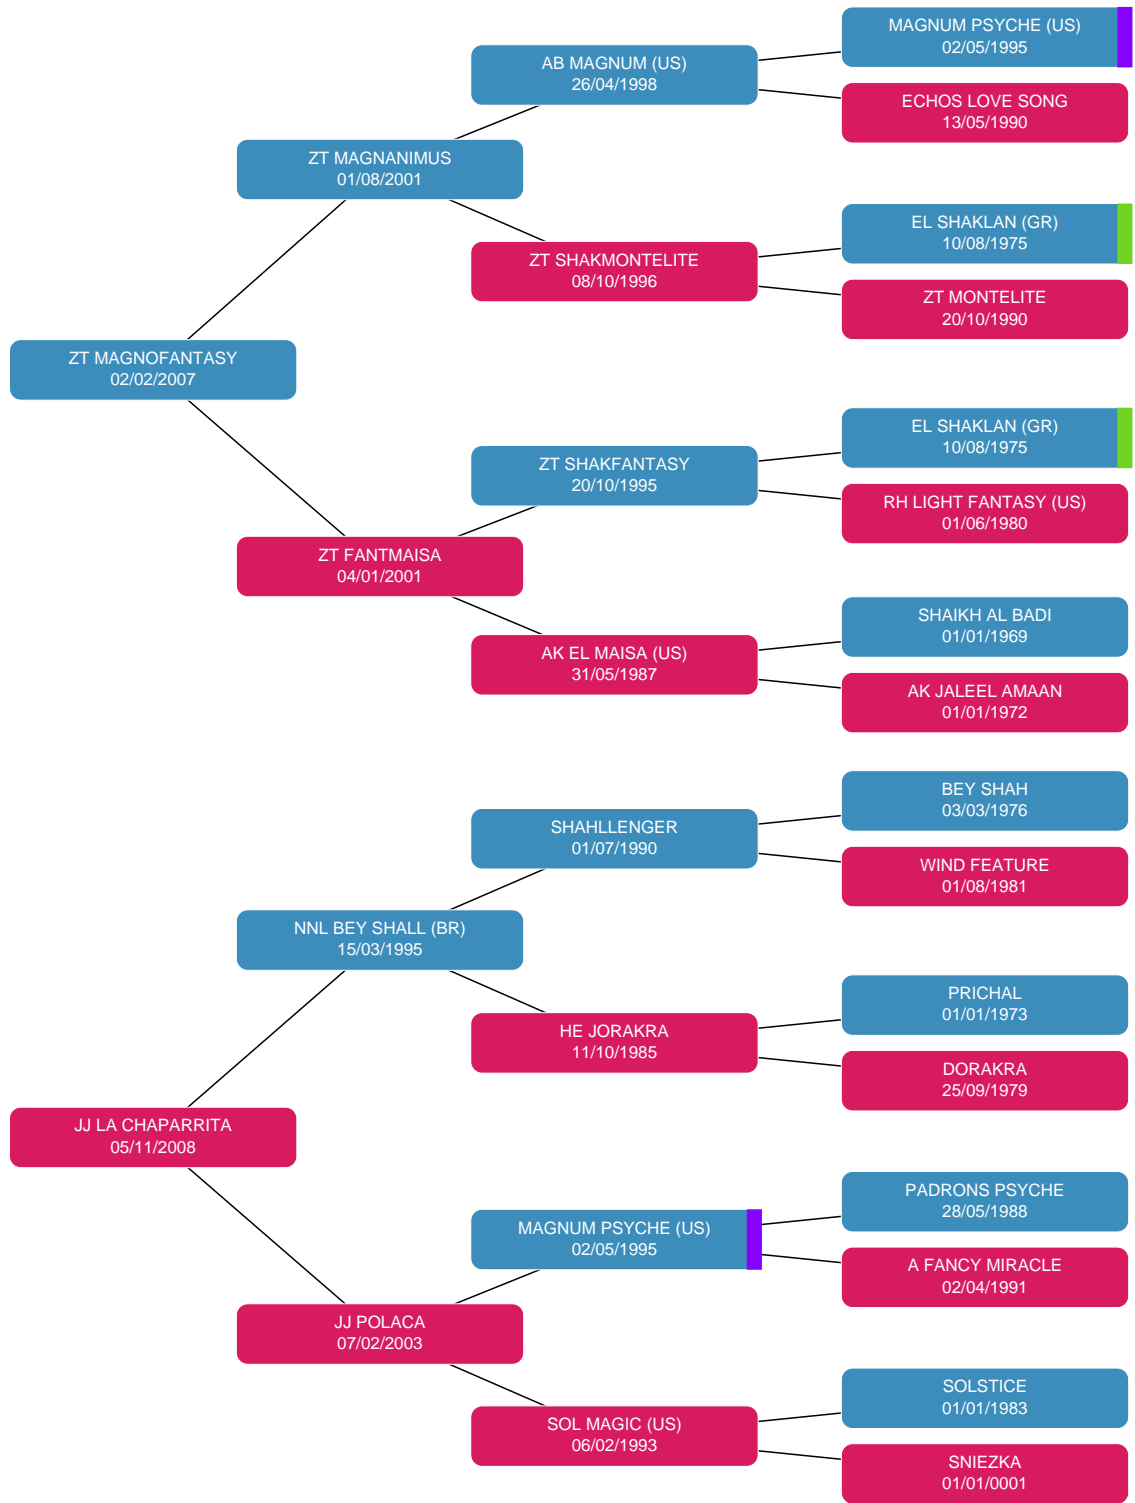 MAGNUM PSYCHE (US)
02/05/1995
AB MAGNUM (US)
26/04/1998
ECHOS LOVE SONG
13/05/1990
ZT MAGNANIMUS
01/08/2001
EL SHAKLAN (GR)
10/08/1975
ZT SHAKMONTELITE
08/10/1996
ZT MONTELITE
20/10/1990
ZT MAGNOFANTASY
02/02/2007
EL SHAKLAN (GR)
10/08/1975
ZT SHAKFANTASY
20/10/1995
RH LIGHT FANTASY (US)
01/06/1980
ZT FANTMAISA
04/01/2001
SHAIKH AL BADI
01/01/1969
AK EL MAISA (US)
31/05/1987
AK JALEEL AMAAN
01/01/1972
BEY SHAH
03/03/1976
SHAHLLENGER
01/07/1990
WIND FEATURE
01/08/1981
NNL BEY SHALL (BR)
15/03/1995
PRICHAL
01/01/1973
HE JORAKRA
11/10/1985
DORAKRA
25/09/1979
JJ LA CHAPARRITA
05/11/2008
PADRONS PSYCHE
28/05/1988
MAGNUM PSYCHE (US)
02/05/1995
A FANCY MIRACLE
02/04/1991
JJ POLACA
07/02/2003
SOLSTICE
01/01/1983
SOL MAGIC (US)
06/02/1993
SNIEZKA
01/01/0001